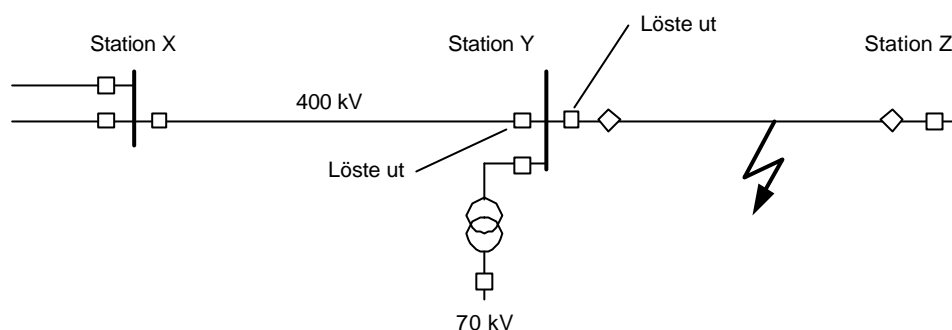 Löste ut
Station X
Station Y
Station Z
400 kV
Löste ut
70 kV